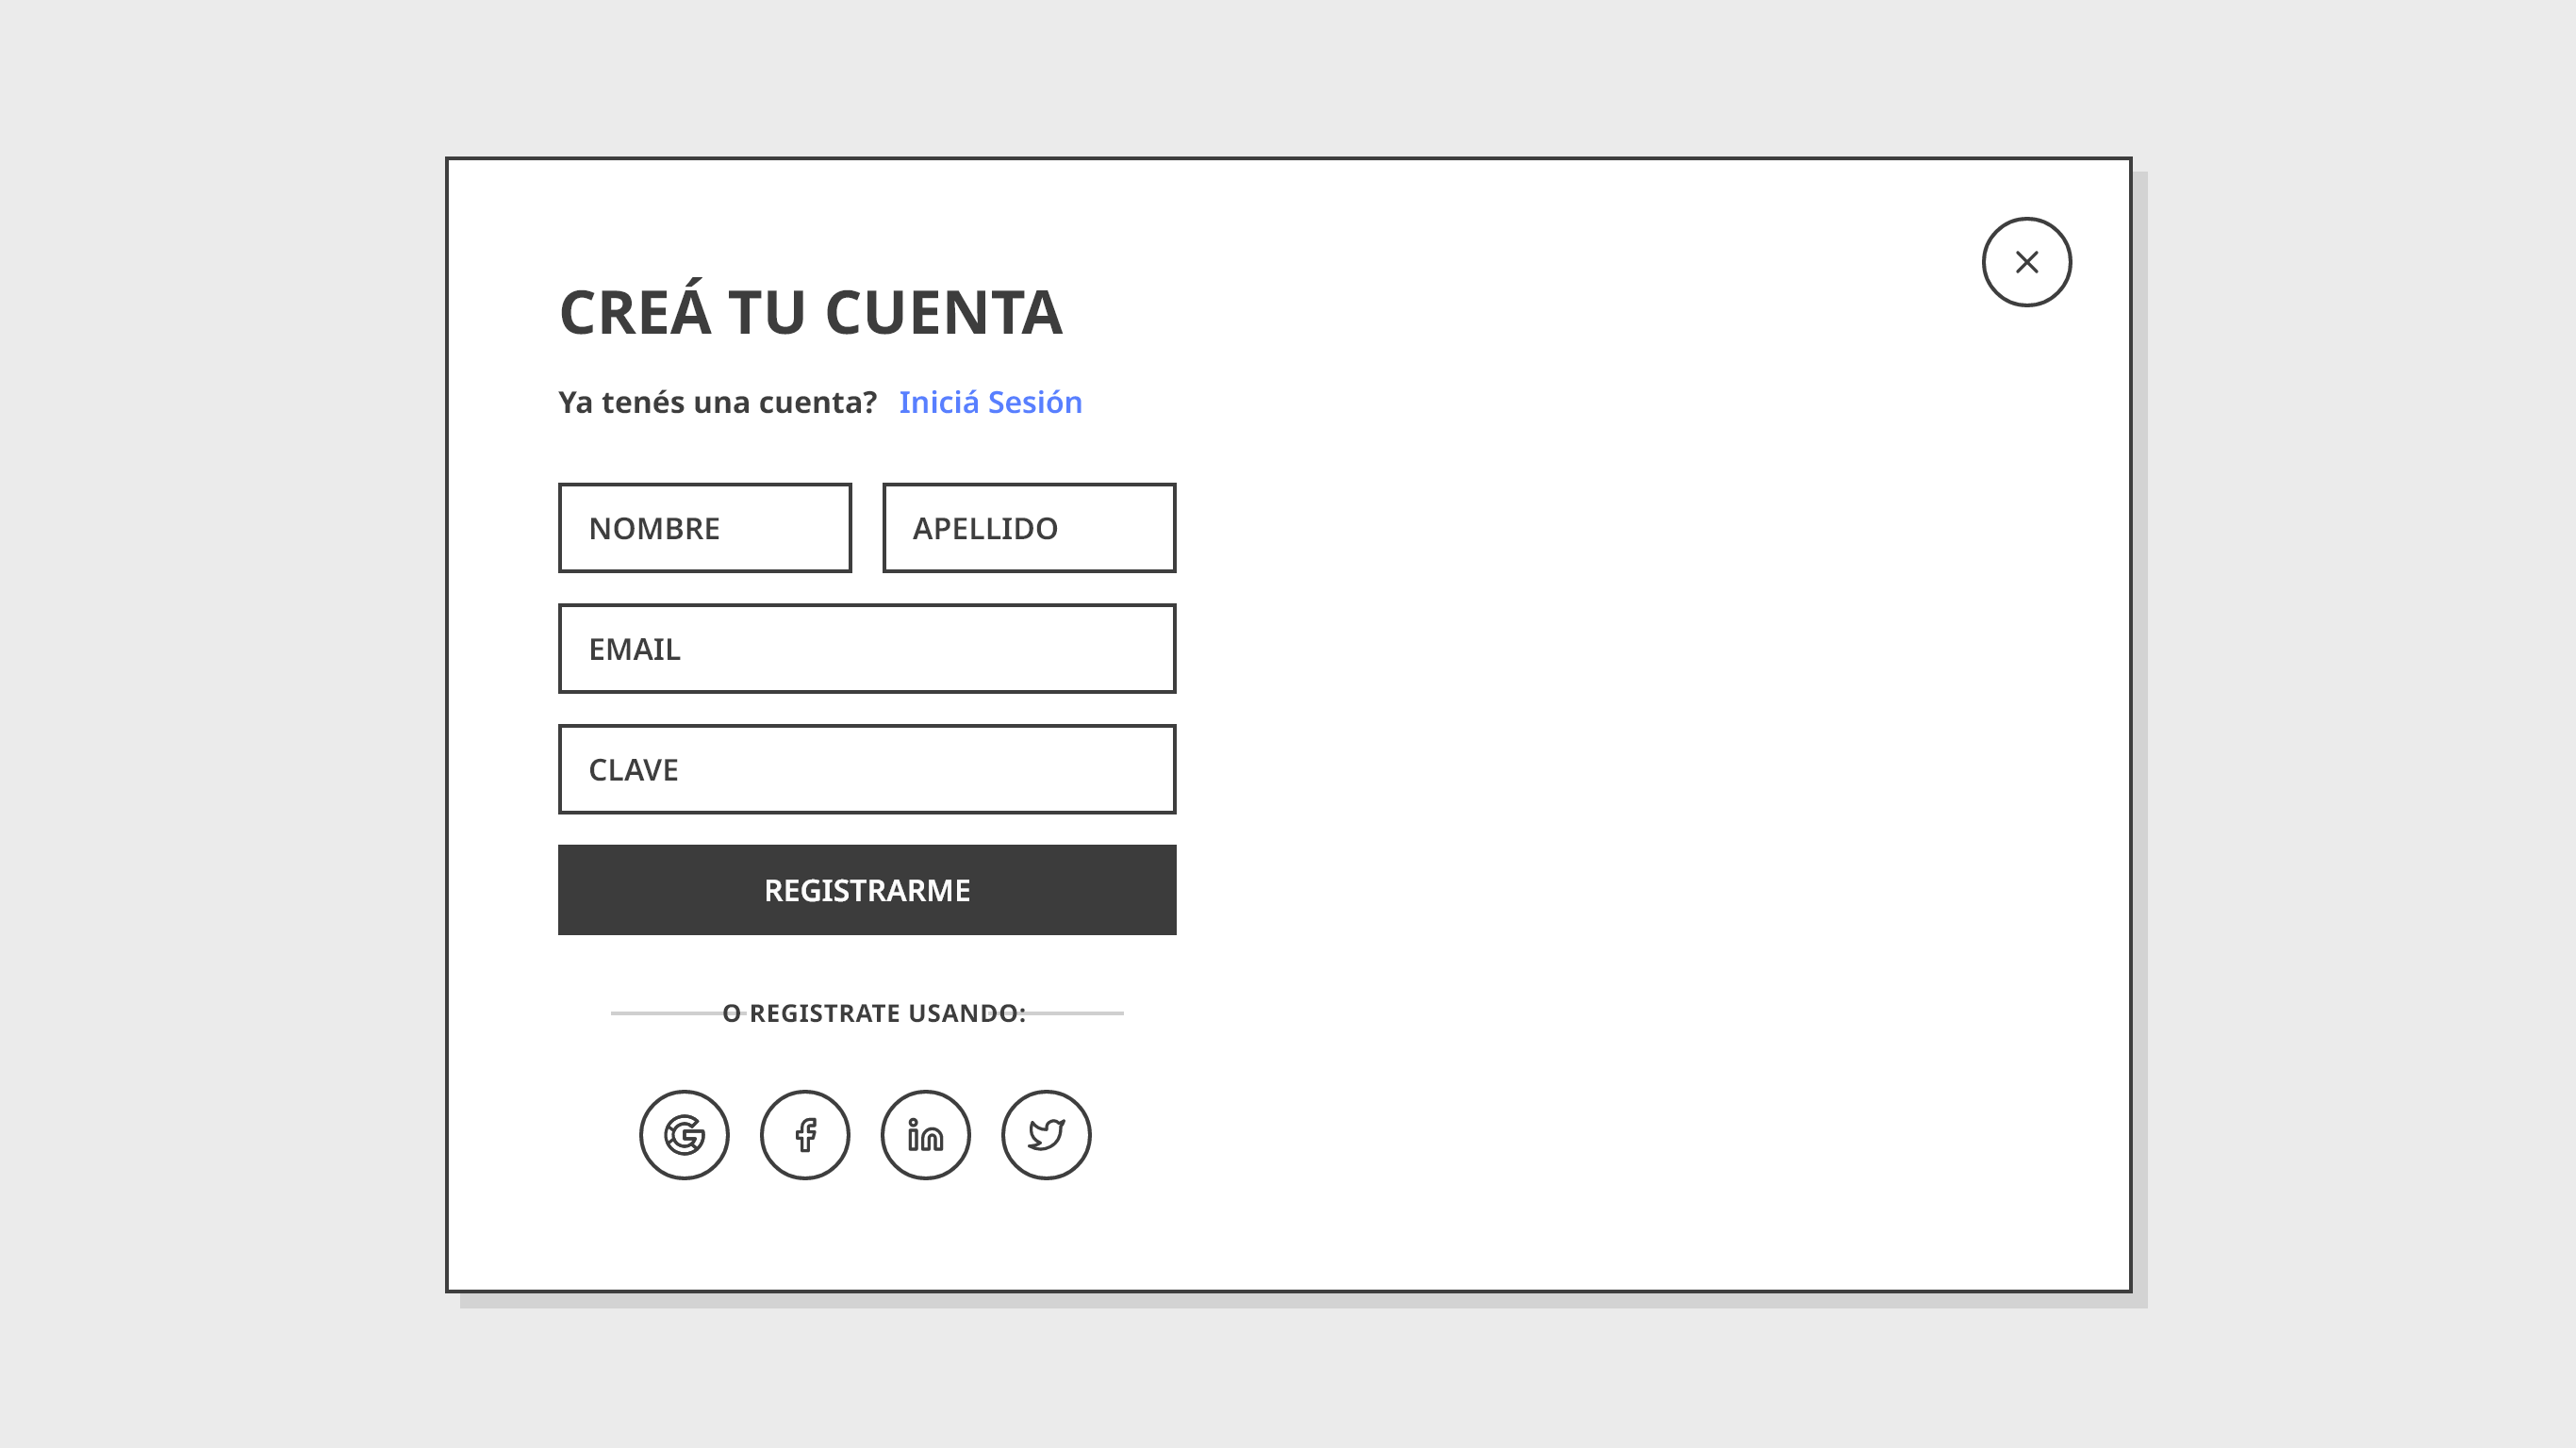 CREÁ TU CUENTA
Ya tenés una cuenta? Iniciá Sesión
NOMBRE APELLIDO
EMAIL
CLAVE
REGISTRARME
O REGISTRATE USANDO: